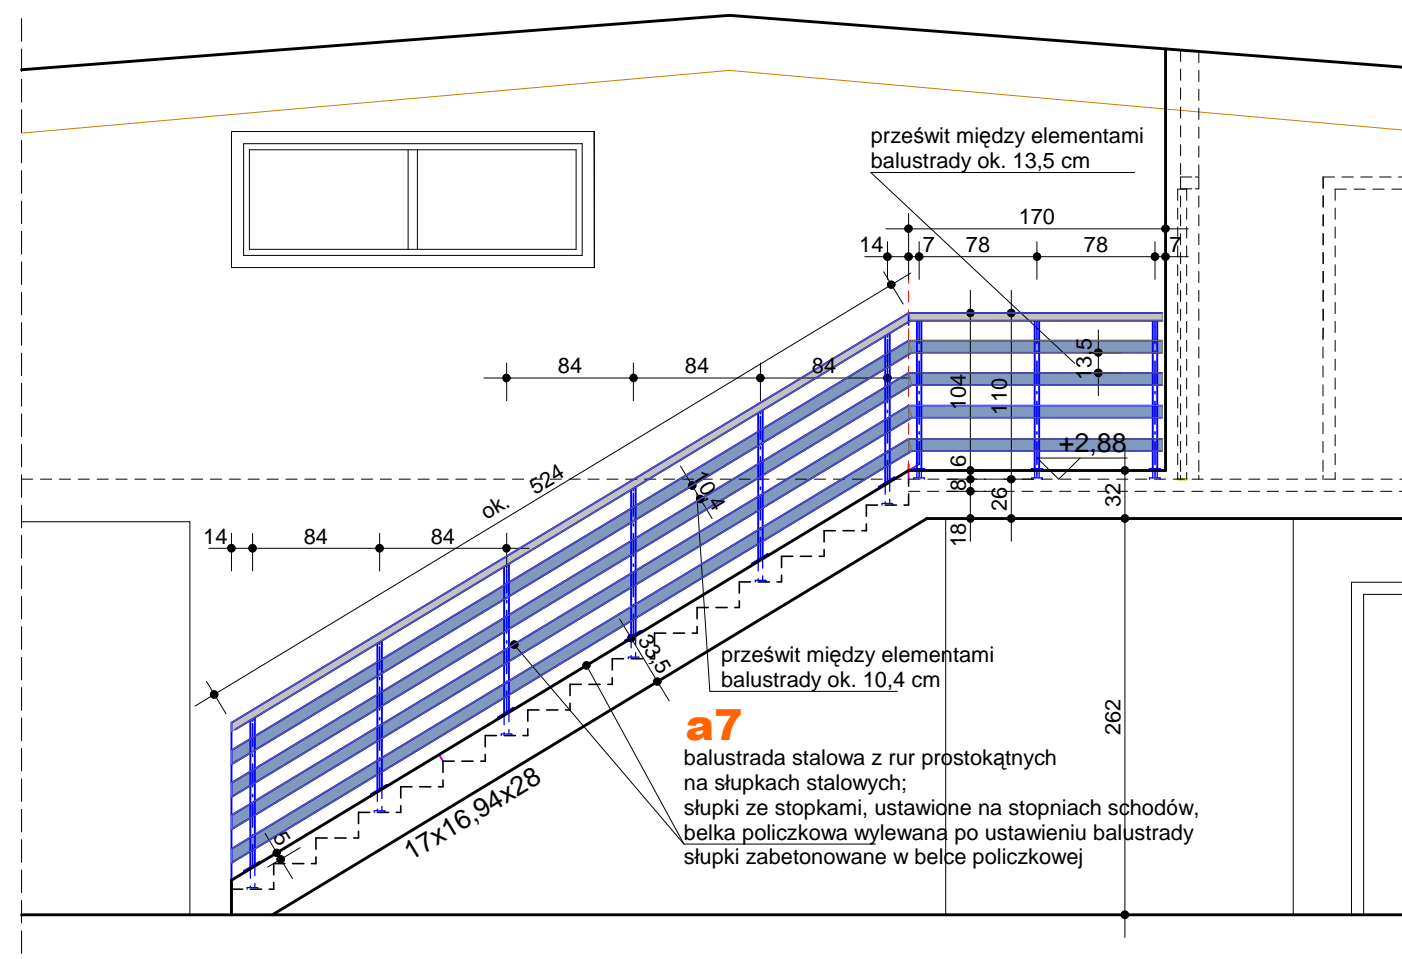 prześwit między elementami
balustrady ok. 13,5 cm
170
14 7 78 78 7
84 84 84
13,5
104
110
+2,88
6
8
26
32
18
ok. 524
10,4
14 84 84
33,5
prześwit między elementami
balustrady ok. 10,4 cm
262
a7
balustrada stalowa z rur prostokątnych
na słupkach stalowych;
słupki ze stopkami, ustawione na stopniach schodów,
belka policzkowa wylewana po ustawieniu balustrady
słupki zabetonowane w belce policzkowej
17x16,94x28
5